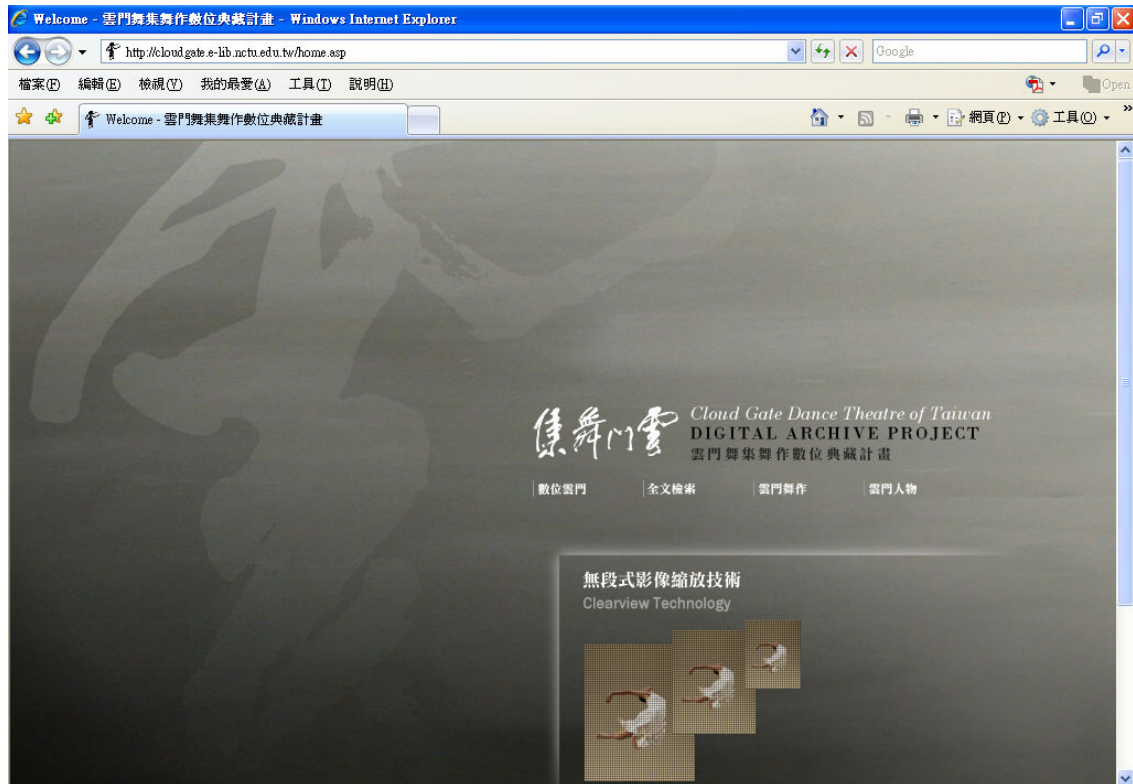 Welcome - 雲門舞集舞作數位典藏計畫 - Windows Internet Explorer
http://cloudgate.e-lib.nctu.edu.tw/home.asp
Google
檔案(F) 編輯(E) 檢視(V) 我的最愛(A) 工具(T) 說明(H)
Open
Welcome - 雲門舞集舞作數位典藏計畫
網頁(P) 工具(O) »
集舞門雲
Cloud Gate Dance Theatre of Taiwan
DIGITAL ARCHIVE PROJECT
雲門舞集舞作數位典藏計畫
數位雲門 全文檢索 雲門舞作 雲門人物
無段式影像縮放技術
Clearview Technology